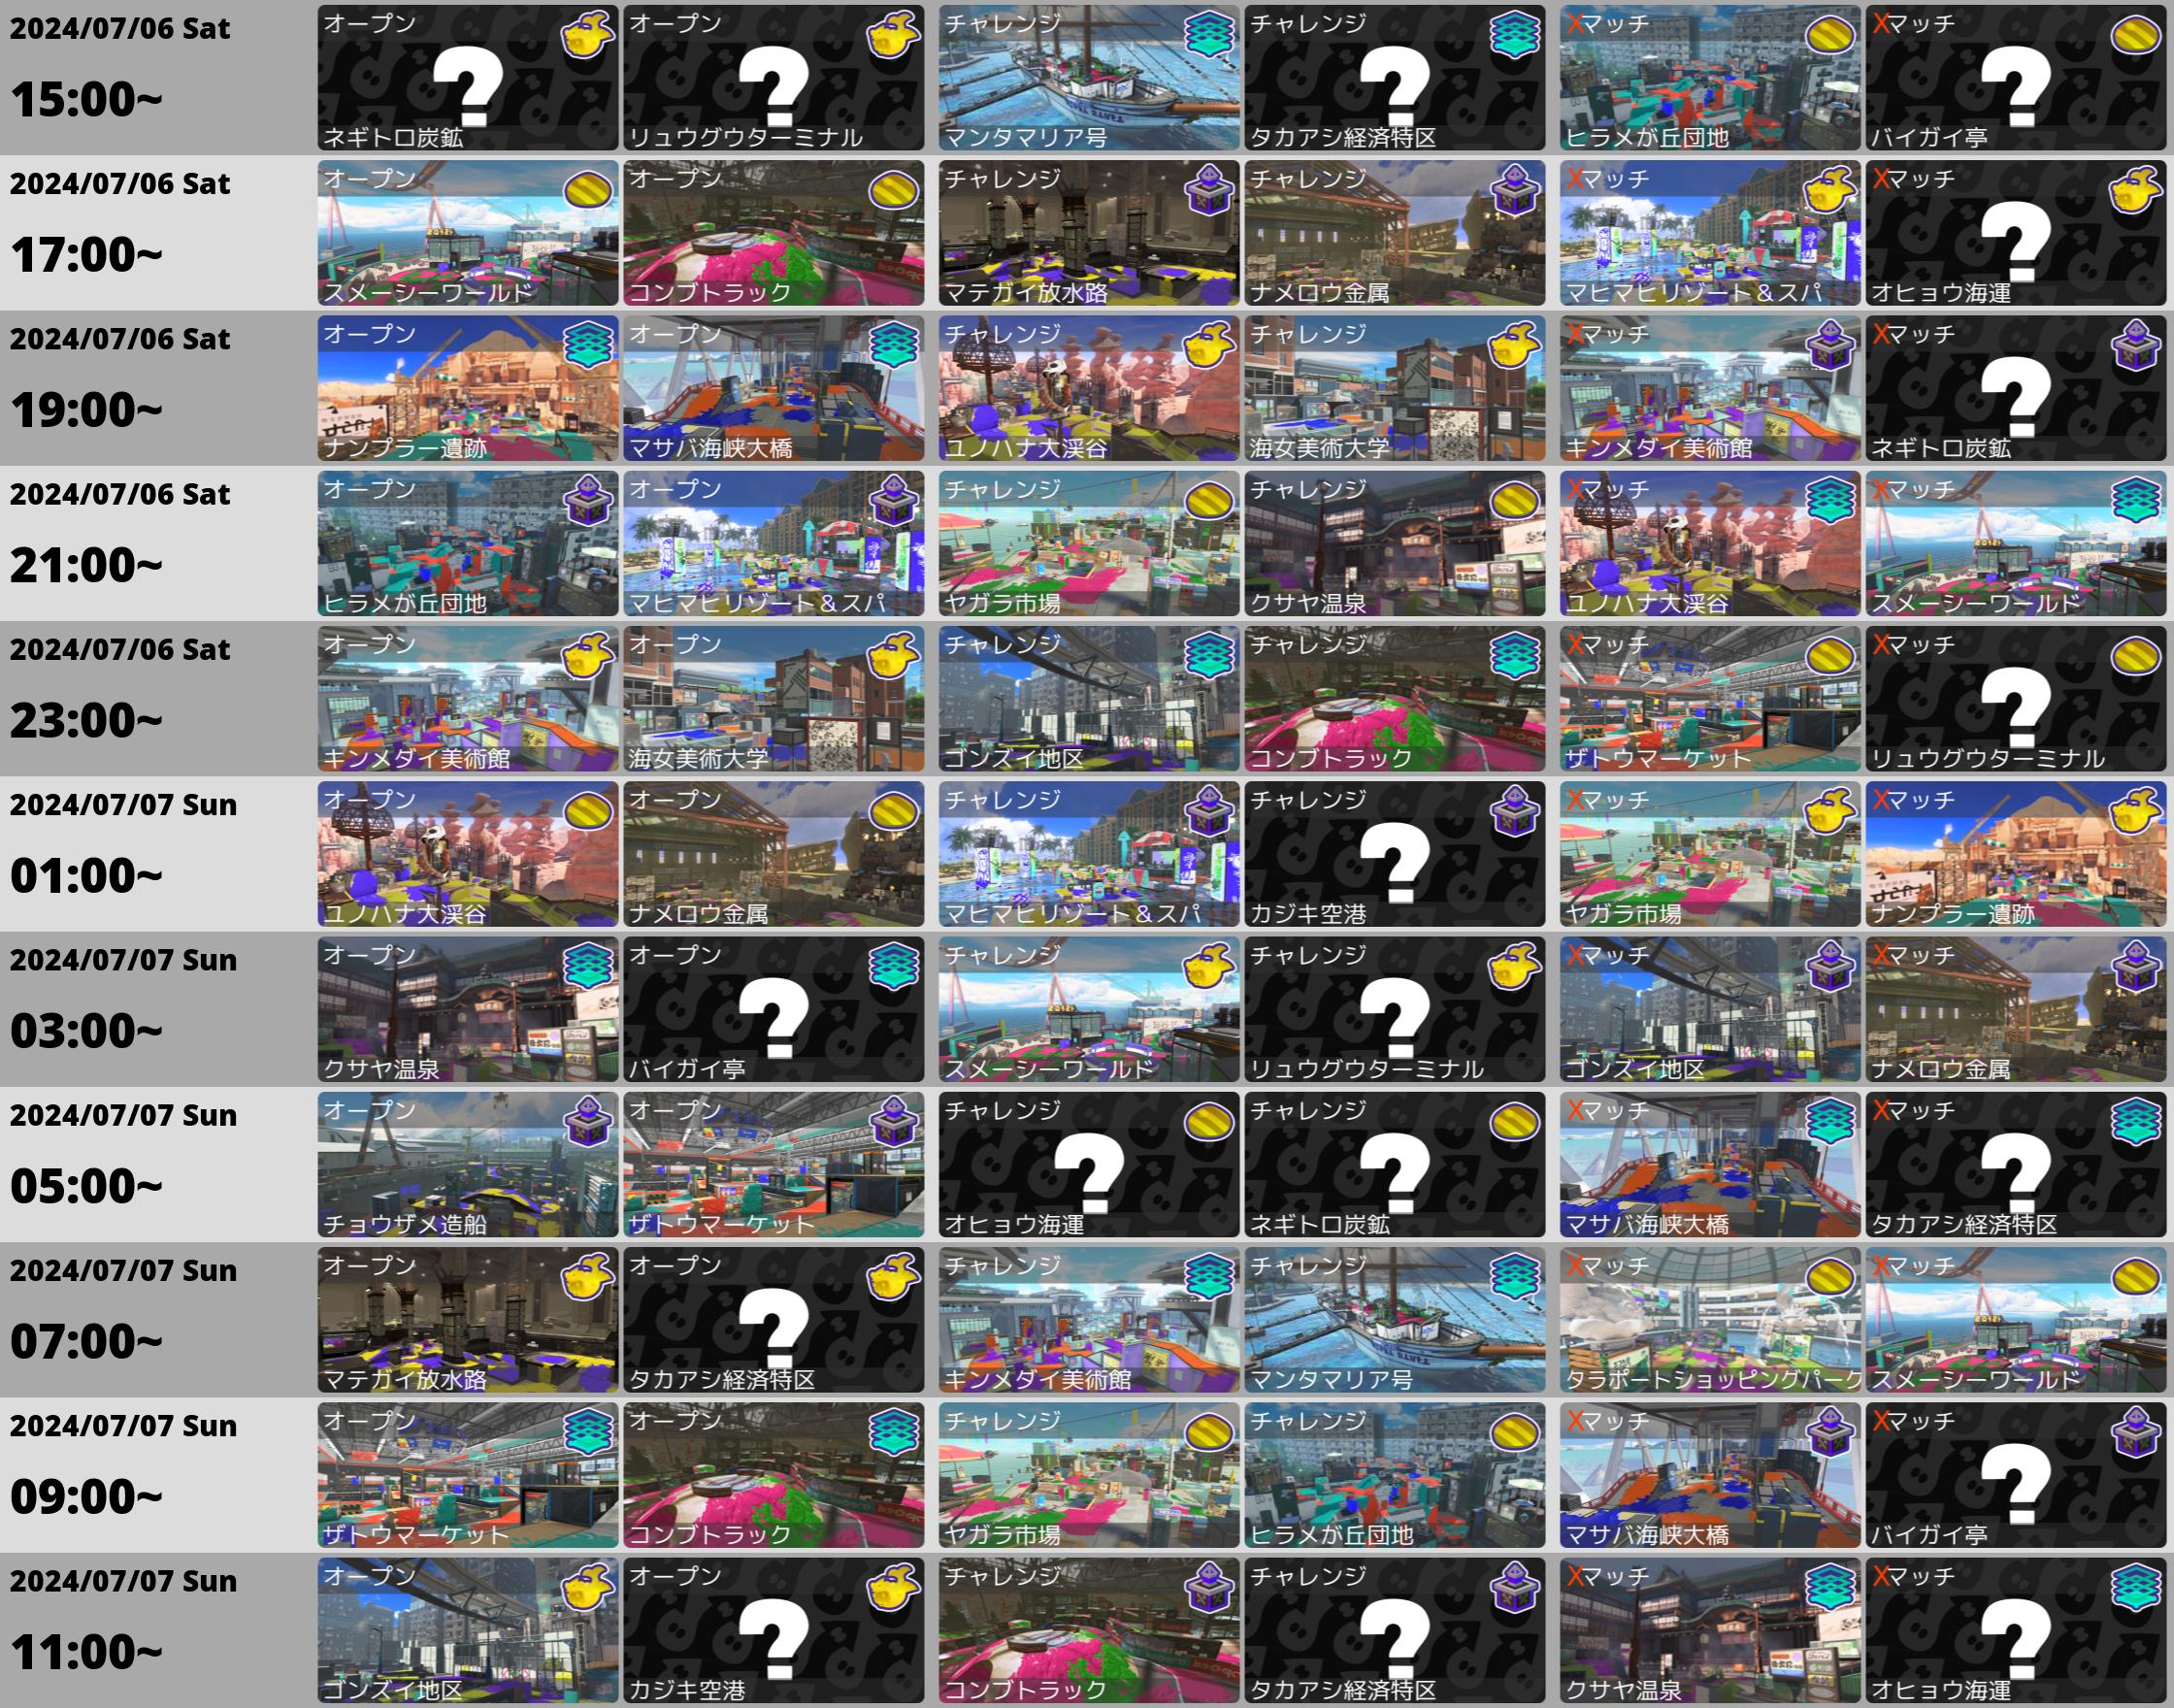 2024/07/06 Sat
15:00~
オープン
ネギトロ炭鉱
オープン
リュウグウターミナル
チャレンジ
マンタマリア号
チャレンジ
タカアシ経済特区
Xマッチ
ヒラメが丘団地
Xマッチ
バイガイ亭
2024/07/06 Sat
17:00~
オープン
スメーシーワールド
オープン
コンブトラック
チャレンジ
マテガイ放水路
チャレンジ
ナメロウ金属
Xマッチ
マヒマヒリゾート&スパ
Xマッチ
オヒョウ海運
2024/07/06 Sat
19:00~
オープン
ナンプラー遺跡
オープン
マサバ海峡大橋
チャレンジ
ユノハナ大渓谷
チャレンジ
海女美術大学
Xマッチ
キンメダイ美術館
Xマッチ
ネギトロ炭鉱
2024/07/06 Sat
21:00~
オープン
ヒラメが丘団地
オープン
マヒマヒリゾート&スパ
チャレンジ
ヤガラ市場
チャレンジ
クサヤ温泉
Xマッチ
ユノハナ大渓谷
Xマッチ
スメーシーワールド
2024/07/06 Sat
23:00~
オープン
キンメダイ美術館
オープン
海女美術大学
チャレンジ
ゴンズイ地区
チャレンジ
コンブトラック
Xマッチ
ザトウマーケット
Xマッチ
リュウグウターミナル
2024/07/07 Sun
01:00~
オープン
ユノハナ大渓谷
オープン
ナメロウ金属
チャレンジ
マヒマヒリゾート&スパ
チャレンジ
カジキ空港
Xマッチ
ヤガラ市場
Xマッチ
ナンプラー遺跡
2024/07/07 Sun
03:00~
オープン
クサヤ温泉
オープン
バイガイ亭
チャレンジ
スメーシーワールド
チャレンジ
リュウグウターミナル
Xマッチ
ゴンズイ地区
Xマッチ
ナメロウ金属
2024/07/07 Sun
05:00~
オープン
チョウザメ造船
オープン
ザトウマーケット
チャレンジ
オヒョウ海運
チャレンジ
ネギトロ炭鉱
Xマッチ
マサバ海峡大橋
Xマッチ
タカアシ経済特区
2024/07/07 Sun
07:00~
オープン
マテガイ放水路
オープン
タカアシ経済特区
チャレンジ
キンメダイ美術館
チャレンジ
マンタマリア号
Xマッチ
タラポートショッピングパーク
Xマッチ
スメーシーワールド
2024/07/07 Sun
09:00~
オープン
ザトウマーケット
オープン
コンブトラック
チャレンジ
ヤガラ市場
チャレンジ
ヒラメが丘団地
Xマッチ
マサバ海峡大橋
Xマッチ
バイガイ亭
2024/07/07 Sun
11:00~
オープン
ゴンズイ地区
オープン
カジキ空港
チャレンジ
コンブトラック
チャレンジ
タカアシ経済特区
Xマッチ
クサヤ温泉
Xマッチ
オヒョウ海運